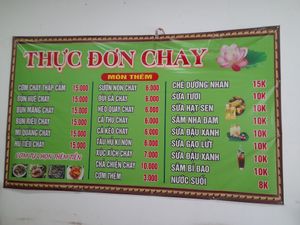 THỰC ĐƠN CHAY
CƠM CHAY THẬP CẨM 15.000
BÚN HUẾ CHAY 15.000
BÚN MĂNG CHAY 15.000
BÚN RIÊU CHAY 15.000
MÌ QUẢNG CHAY 15.000
HỦ TIẾU CHAY 15.000
MÓN THÊM
SƯỜN NON CHAY 6.000
ĐÙI GÀ CHAY 6.000
HEO QUAY CHAY 6.000
CÁ THU CHAY 6.000
CÁ KÈO CHAY 6.000
TÀU HỦ KI NON 6.000
XÚC XÍCH CHAY 7.000
CHẢ CHIÊN CHAY 10.000
CƠM THÊM 3.000
CHÈ DƯỠNG NHAN 15K
SỮA TƯƠI 10K
SỮA HẠT SEN 10K
SÂM NHA ĐAM 10K
SỮA ĐẬU XANH 10K
SỮA GẠO LỨT 10K
SỮA ĐẬU XANH 10K
SÂM BÍ ĐAO 10K
NƯỚC SUỐI 8K